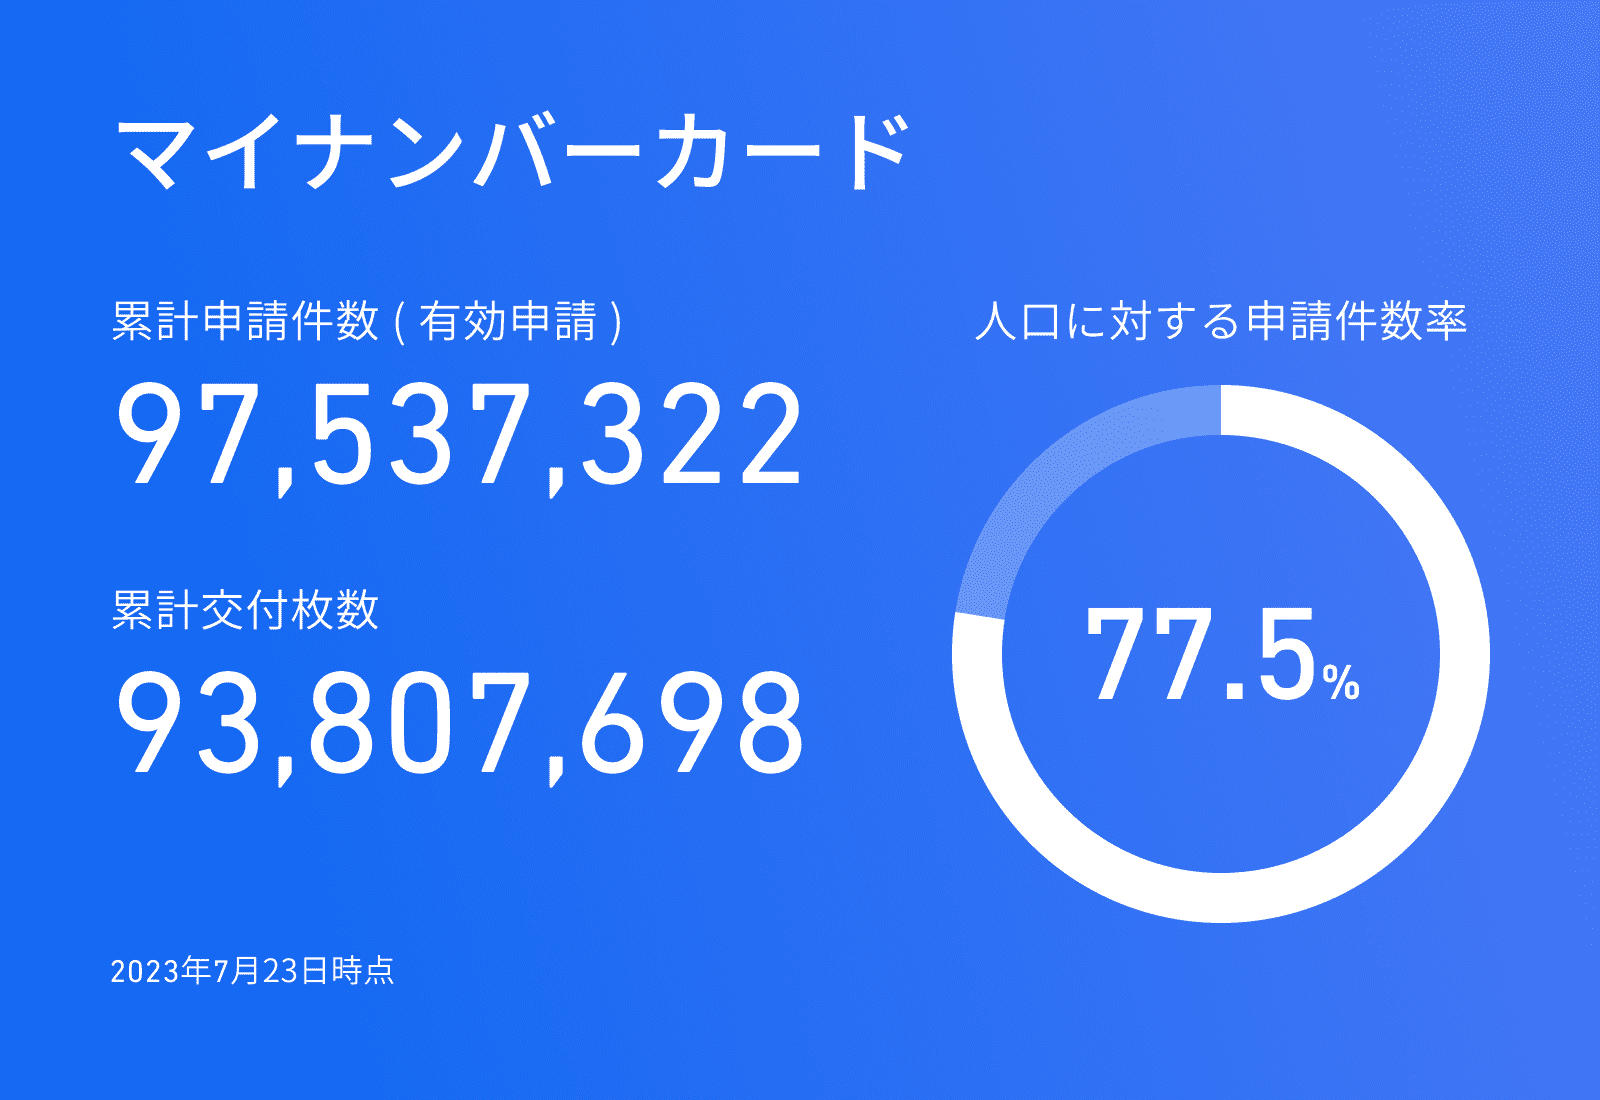 マイナンバーカード
累計申請件数 ( 有効申請 )
97,537,322
累計交付枚数
93,807,698
人口に対する申請件数率
77.5%
2023年7月23日時点